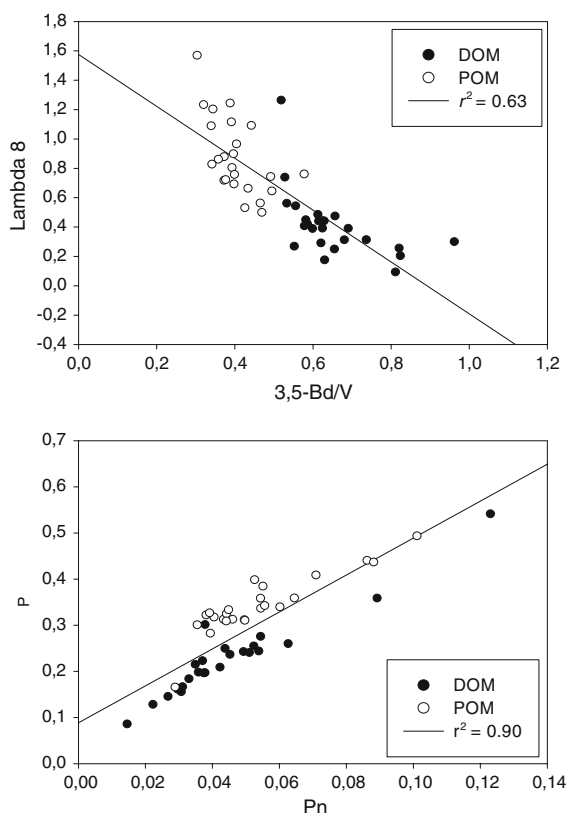 1,8
1,6
1,4
1,2
1,0
0,8
0,6
0,4
0,2
0,0
-0,4
Lambda 8
DOM
POM
r² = 0.63
0,0 0,2 0,4 0,6 0,8 1,0 1,2
3,5-Bd/V
0,7
0,6
0,5
0,4
0,3
0,2
0,1
0,0
P
DOM
POM
r² = 0.90
0,00 0,02 0,04 0,06 0,08 0,10 0,12 0,14
Pn